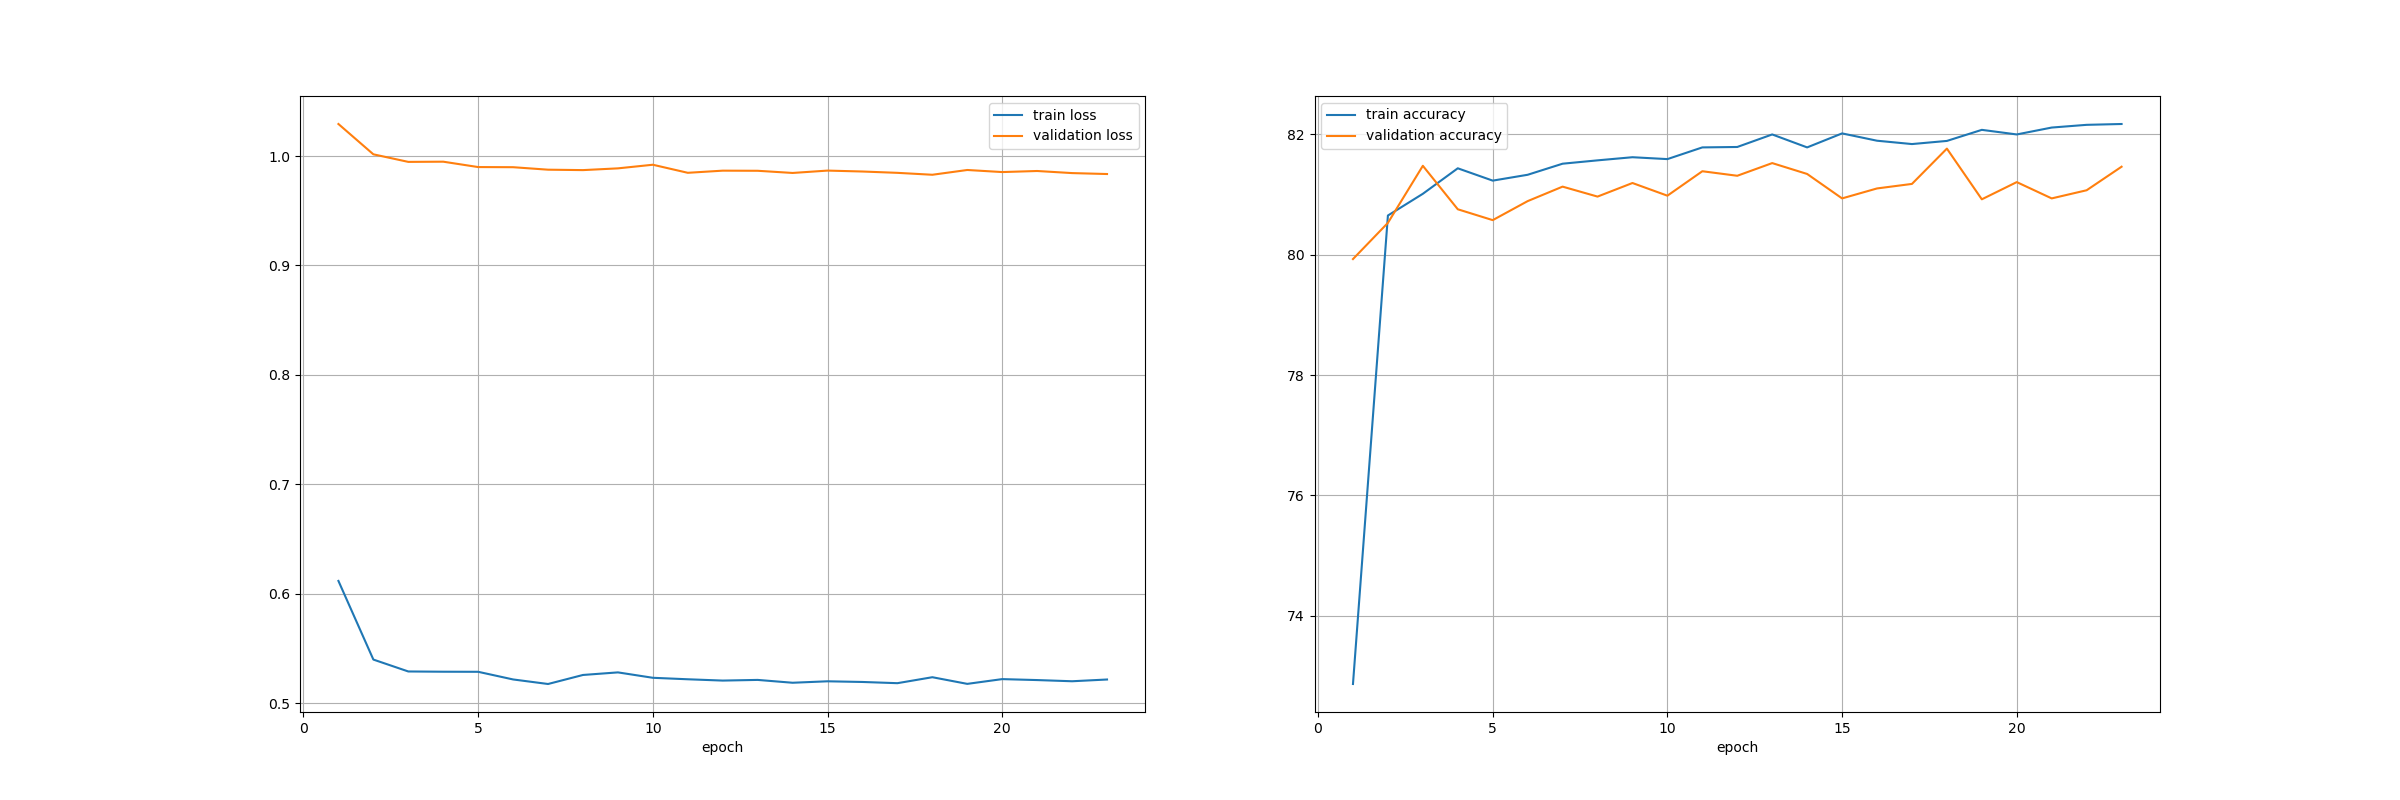 train loss
validation loss
1.0
0.9
0.8
0.7
0.6
0.5
0 5 10 15 20
epoch
train accuracy
validation accuracy
82
80
78
76
74
0 5 10 15 20
epoch